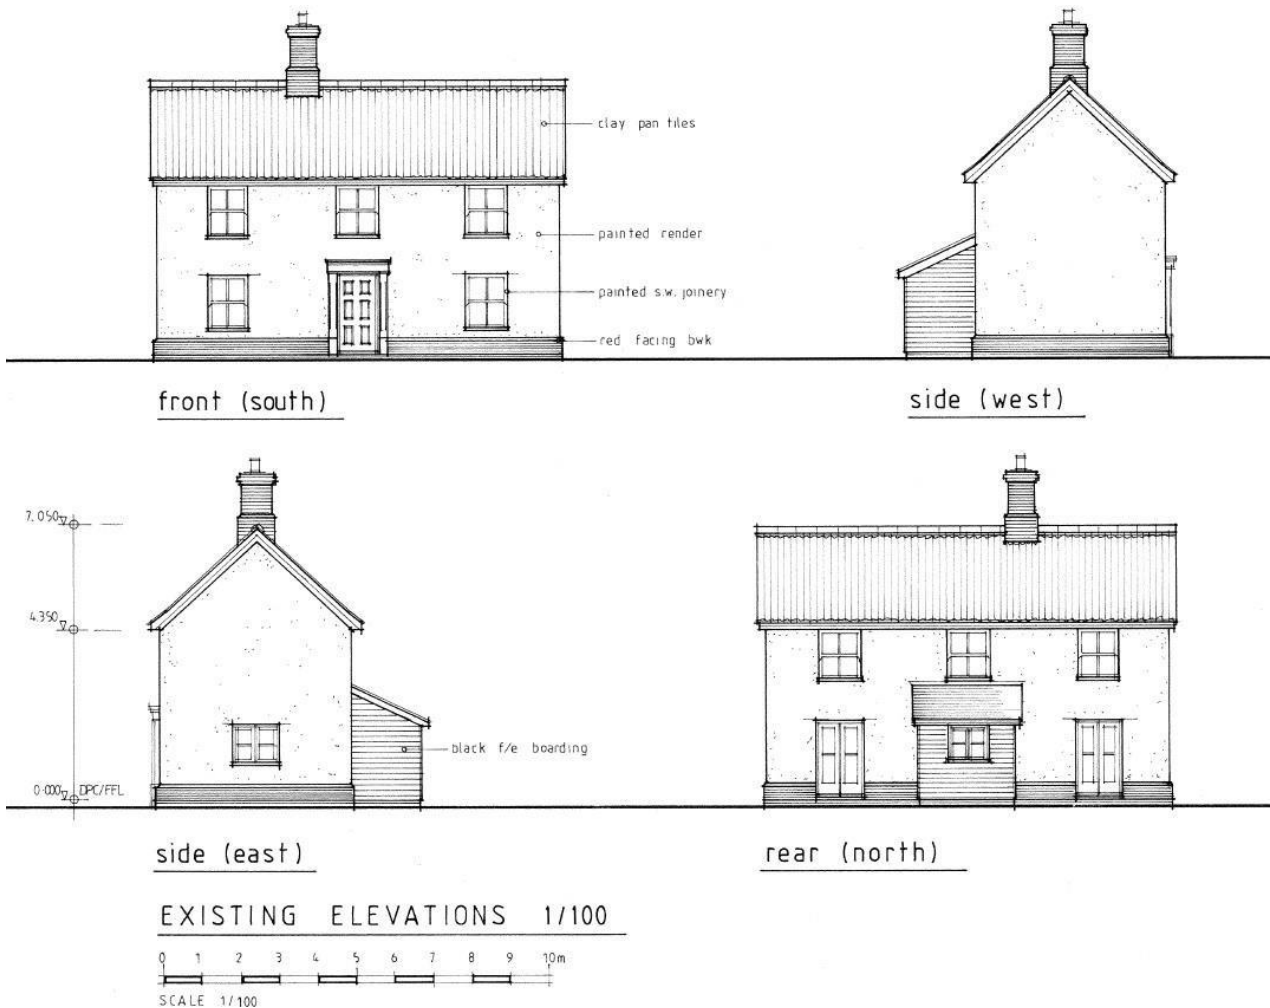 clay pan tiles
painted render
painted s.w. joinery
red facing bwk
front (south)
side (west)
7.050
4.350
black f/e boarding
0.000 DPC/FFL
side (east)
rear (north)
EXISTING ELEVATIONS 1/100
0 1 2 3 4 5 6 7 8 9 10m
SCALE 1/100